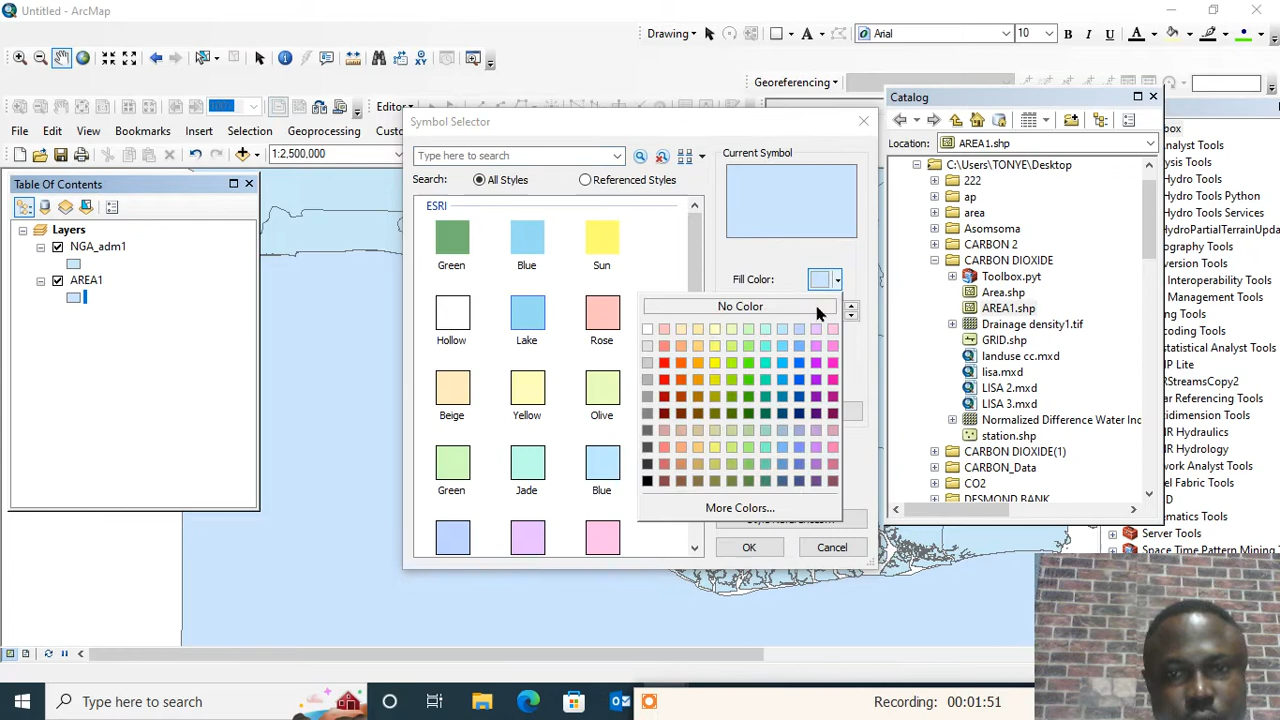 Untitled - ArcMap
Drawing
Arial
10
B I U A
Georeferencing
Editor
Catalog
File Edit View Bookmarks Insert Selection Geoprocessing
1:2,500,000
Location: AREA1.shp
C:\Users\TONYE\Desktop
222
ap
area
Asomsoma
CARBON 2
CARBON DIOXIDE
Toolbox.pyt
Area.shp
AREA1.shp
Drainage density1.tif
GRID.shp
landuse cc.mxd
lisa.mxd
LISA 2.mxd
LISA 3.mxd
Normalized Difference Water Inc
station.shp
CARBON DIOXIDE(1)
CARBON_Data
CO2
DESMOND BANK
Table Of Contents
Layers
NGA_adm1
AREA1
Symbol Selector
Type here to search
Search: All Styles Referenced Styles
ESRI
Green Blue Sun
Hollow Lake Rose
Beige Yellow Olive
Green Jade Blue
Current Symbol
Fill Color:
No Color
More Colors...
OK Cancel
Hydro Tools
Hydro Tools Python
Hydro Tools Services
Server Tools
Space Time Pattern Mining T
Type here to search
Recording: 00:01:51